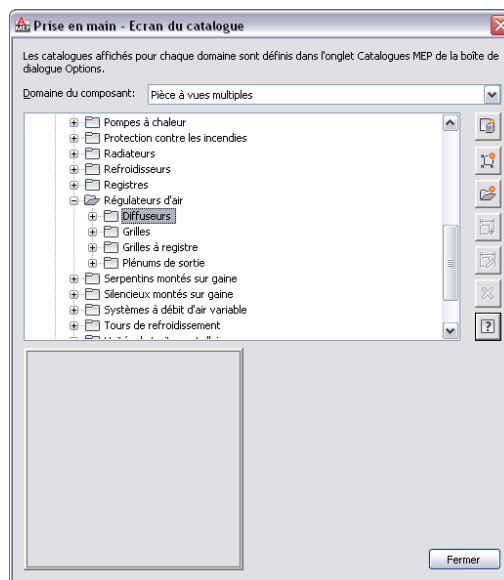 MEP Prise en main - Ecran du catalogue
Les catalogues affichés pour chaque domaine sont définis dans l'onglet Catalogues MEP de la boîte de
dialogue Options.
Domaine du composant: Pièce à vues multiples
Pompes à chaleur
Protection contre les incendies
Radiateurs
Refroidisseurs
Registres
Régulateurs d'air
Diffuseurs
Grilles
Grilles à registre
Plénums de sortie
Serpentins montés sur gaine
Silencieux montés sur gaine
Systèmes à débit d'air variable
Tours de refroidissement
Fermer